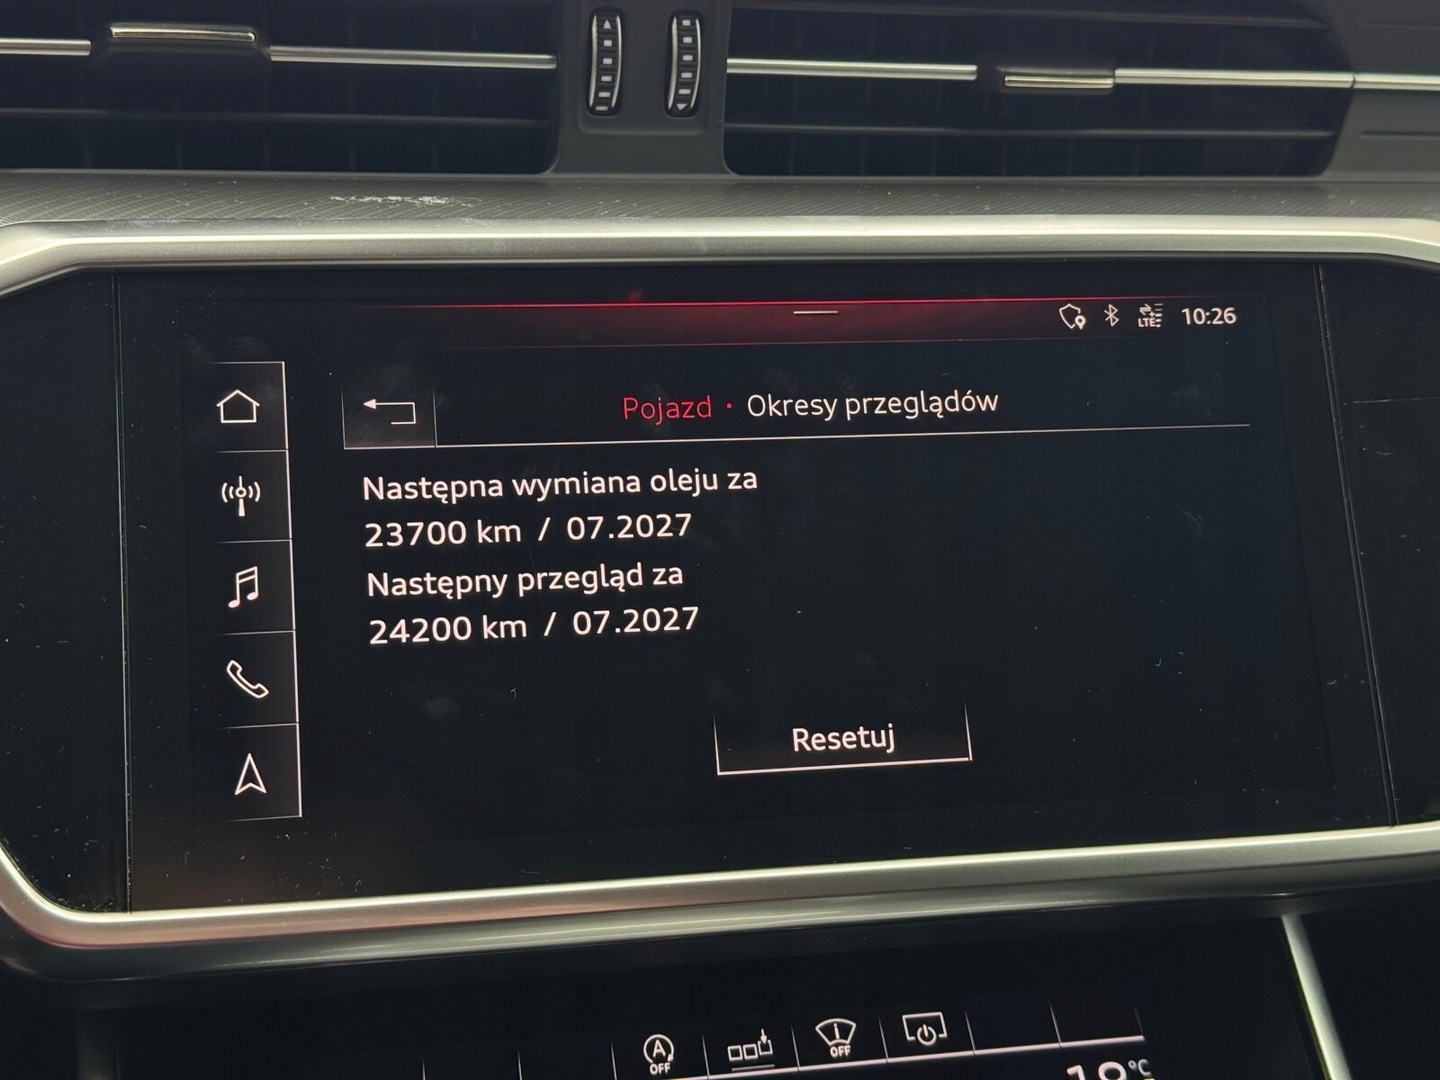 LTE
10:26
Pojazd • Okresy przeglądów
Następna wymiana oleju za
23700 km / 07.2027
Następny przegląd za
24200 km / 07.2027
Resetuj
A
OFF
OFF
°C